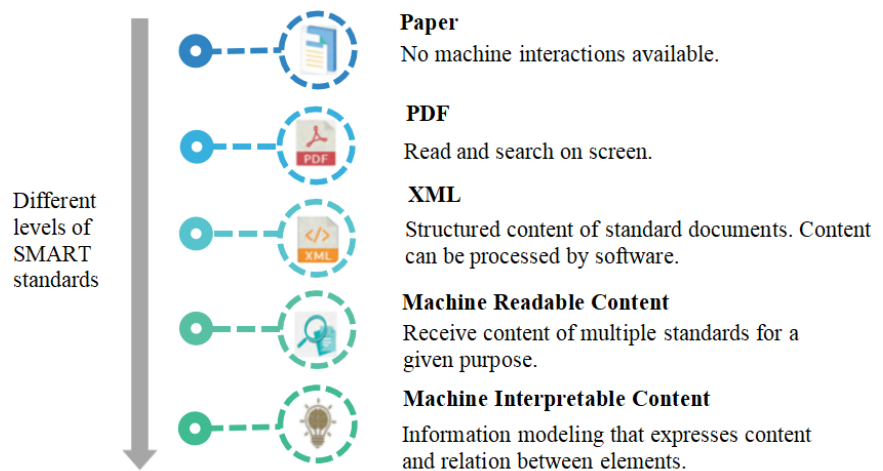 Paper
No machine interactions available.
PDF
PDF
Read and search on screen.
Different
levels of
SMART
standards
XML
</>
XML
Structured content of standard documents. Content
can be processed by software.
Machine Readable Content
Receive content of multiple standards for a
given purpose.
Machine Interpretable Content
Information modeling that expresses content
and relation between elements.